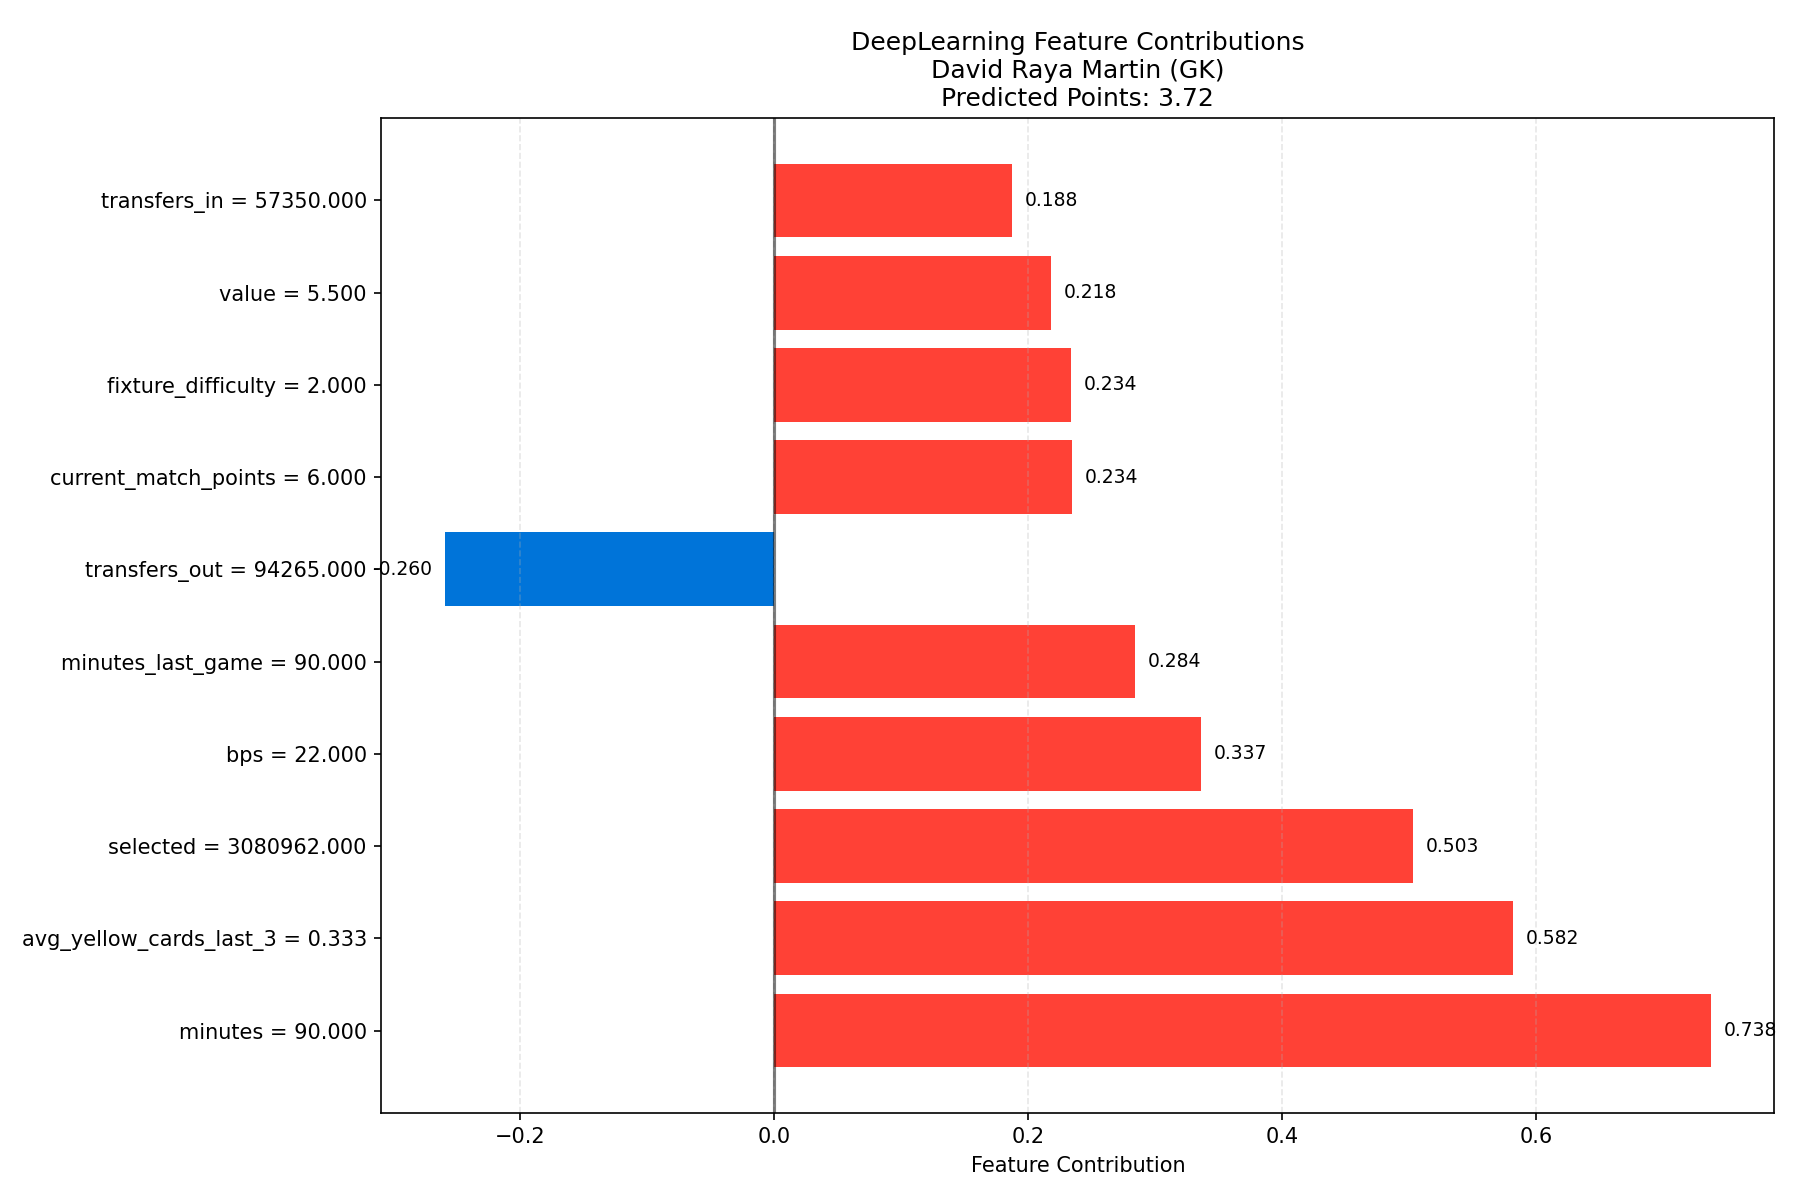 DeepLearning Feature Contributions
David Raya Martin (GK)
Predicted Points: 3.72
transfers_in = 57350.000
0.188
value = 5.500
0.218
fixture_difficulty = 2.000
0.234
current_match_points = 6.000
0.234
transfers_out = 94265.000
0.260
minutes_last_game = 90.000
0.284
bps = 22.000
0.337
selected = 3080962.000
0.503
avg_yellow_cards_last_3 = 0.333
0.582
minutes = 90.000
0.738
−0.2 0.0 0.2 0.4 0.6
Feature Contribution